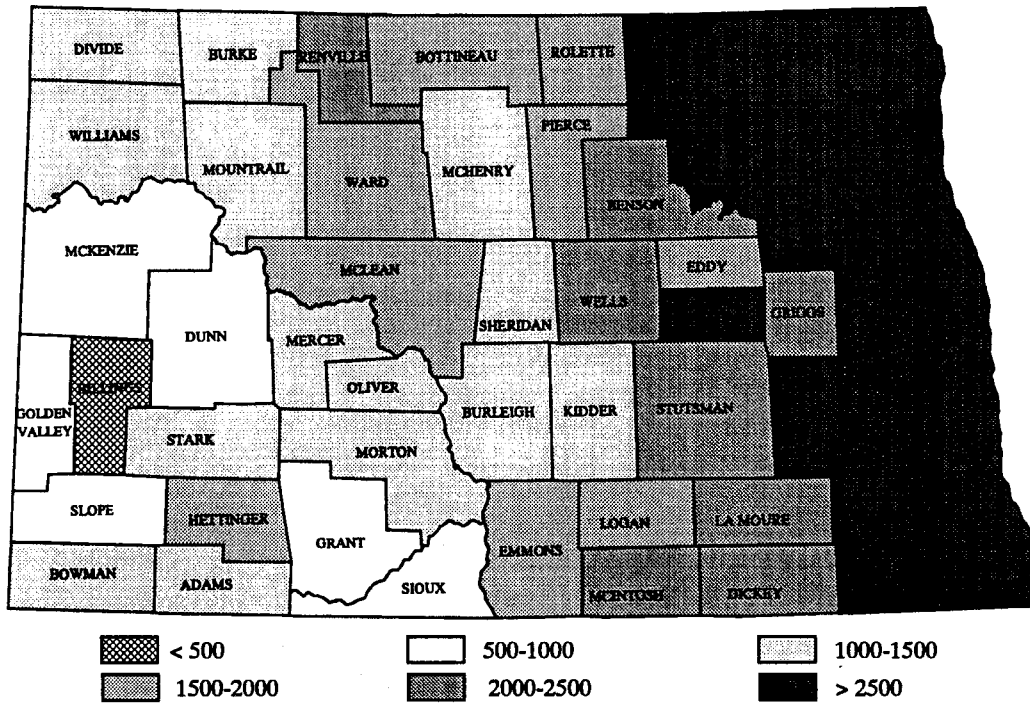 DIVIDE
BURKE
RENVILLE
BOTTINEAU
ROLETTE
WILLIAMS
MOUNTRAIL
WARD
MCHENRY
PIERCE
BENSON
MCKENZIE
MCLEAN
SHERIDAN
WELLS
EDDY
GRIGGS
DUNN
MERCER
OLIVER
BILLINGS
GOLDEN
VALLEY
STARK
MORTON
BURLEIGH
KIDDER
STUTSMAN
SLOPE
HETTINGER
GRANT
EMMONS
LOGAN
LA MOURE
BOWMAN
ADAMS
SIOUX
MCINTOSH
DICKEY
< 500
500-1000
1000-1500
1500-2000
2000-2500
> 2500